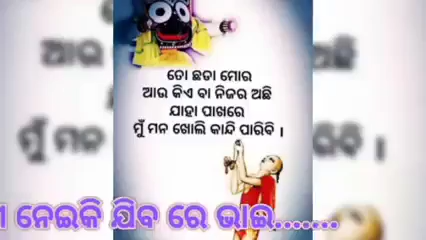 ତୋ ଛଡା ମୋର
ଆଉ କିଏ ବା ନିଜର ଅଛି
ଯାହା ପାଖରେ
ମୁଁ ମନ ଖୋଲି କାନ୍ଦି ପାରିବି ।
ନେଇକି ଯିବ ରେ ଭାଇ.......